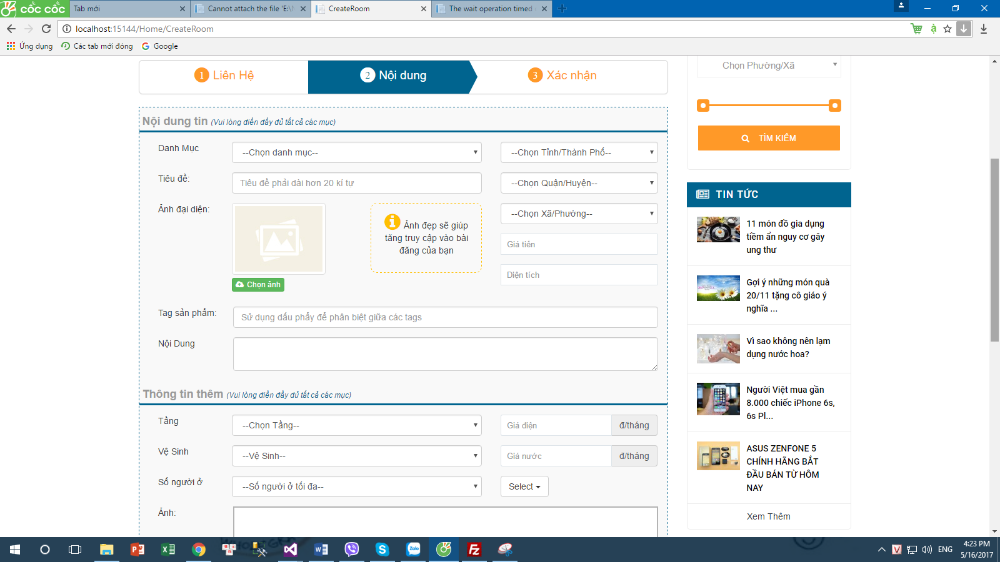 cốc cốc
Tab mới
Cannot attach the file 'E:\N
CreateRoom
The wait operation timed
localhost:15144/Home/CreateRoom
Ứng dụng
Các tab mới đóng
Google
1 Liên Hệ
2 Nội dung
3 Xác nhận
Nội dung tin (Vui lòng điền đầy đủ tất cả các mục)
Danh Mục
--Chọn danh mục--
--Chọn Tỉnh/Thành Phố--
Tiêu đề:
Tiêu đề phải dài hơn 20 kí tự
--Chọn Quận/Huyện--
Ảnh đại diện:
Ảnh đẹp sẽ giúp
tăng truy cập vào bài
đăng của bạn
--Chọn Xã/Phường--
Giá tiền
Diện tích
Chọn ảnh
Tag sản phẩm:
Sử dụng dấu phẩy để phân biệt giữa các tags
Nội Dung
Thông tin thêm (Vui lòng điền đầy đủ tất cả các mục)
Tầng
--Chọn Tầng--
Giá điện
đ/tháng
Vệ Sinh
--Vệ Sinh--
Giá nước
đ/tháng
Số người ở
--Số người ở tối đa--
Select
Ảnh:
Chọn Phường/Xã
TÌM KIẾM
TIN TỨC
11 món đồ gia dụng
tiềm ẩn nguy cơ gây
ung thư
Gợi ý những món quà
20/11 tặng cô giáo ý
nghĩa ...
Vì sao không nên lạm
dụng nước hoa?
Người Việt mua gần
8.000 chiếc iPhone 6s,
6s Pl...
ASUS ZENFONE 5
CHÍNH HÃNG BẮT
ĐẦU BÁN TỪ HÔM
NAY
Xem Thêm
ENG
4:23 PM
5/16/2017